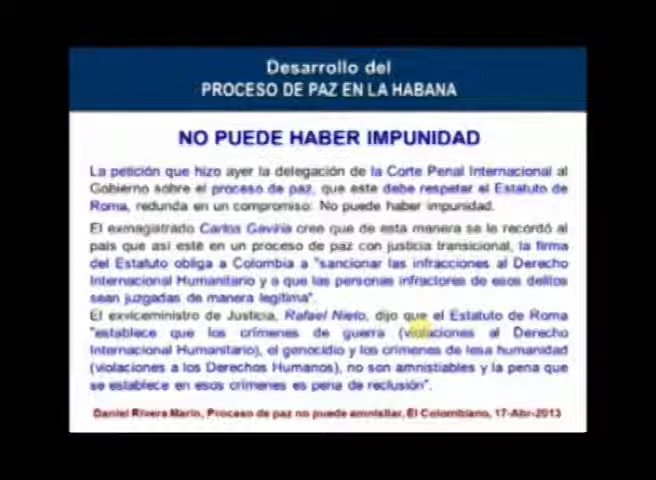 Desarrollo del
PROCESO DE PAZ EN LA HABANA
NO PUEDE HABER IMPUNIDAD
La petición que hizo ayer la delegación de la Corte Penal Internacional al
Gobierno sobre el proceso de paz, que este debe respetar el Estatuto de
Roma, redunda en un compromiso: No puede haber impunidad.
El exmagistrado Carlos Gaviria cree que de esta manera se le recordó al
país que así esté en un proceso de paz con justicia transicional, la firma
del Estatuto obliga a Colombia a "sancionar las infracciones al Derecho
Internacional Humanitario y a que las personas infractores de esos delitos
sean juzgadas de manera legítima".
El exviceministro de Justicia, Rafael Nieto, dijo que el Estatuto de Roma
"establece que los crímenes de guerra (violaciones al Derecho
Internacional Humanitario), el genocidio y los crímenes de lesa humanidad
(violaciones a los Derechos Humanos), no son amnistiables y la pena que
se establece en esos crímenes es pena de reclusión".
Daniel Rivera Marín, Proceso de paz no puede amnistiar, El Colombiano, 17-Abr-2013